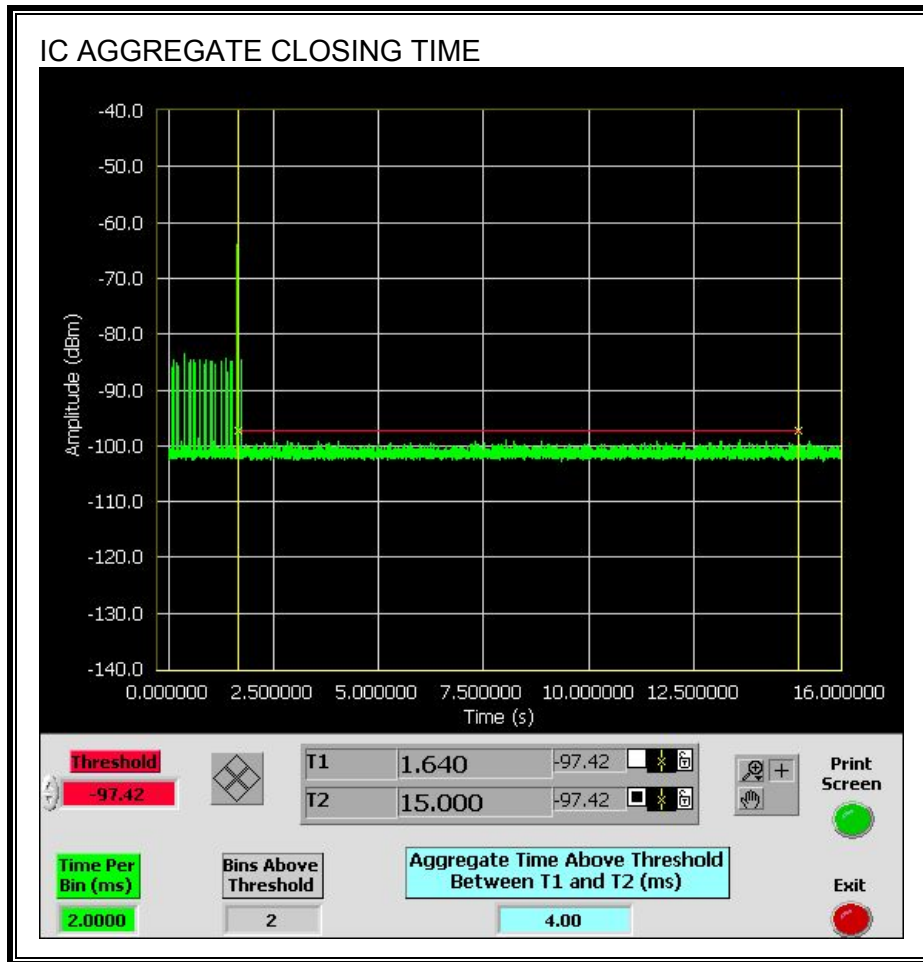 IC AGGREGATE CLOSING TIME
-40.0
-50.0
-60.0
-70.0
-80.0
-90.0
-100.0
-110.0
-120.0
-130.0
-140.0
Amplitude (dBm)
0.000000 2.500000 5.000000 7.500000 10.000000 12.500000 16.000000
Time (s)
Threshold
-97.42
T1 1.640 -97.42
T2 15.000 -97.42
Print
Screen
Time Per
Bin (ms)
2.0000
Bins Above
Threshold
2
Aggregate Time Above Threshold
Between T1 and T2 (ms)
4.00
Exit